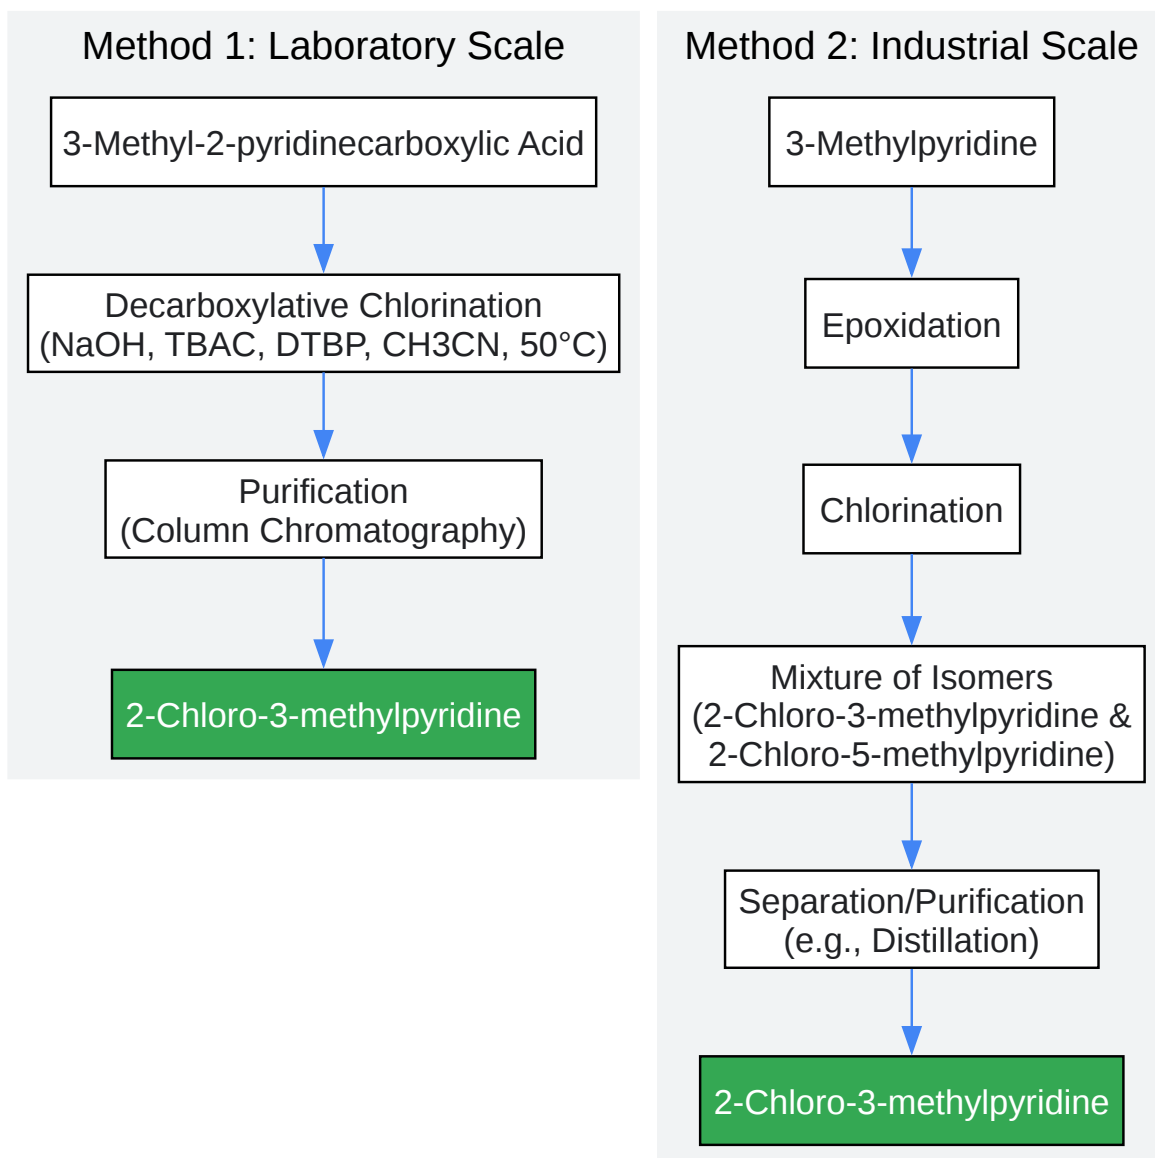 Method 1: Laboratory Scale
3-Methyl-2-pyridinecarboxylic Acid
Decarboxylative Chlorination
(NaOH, TBAC, DTBP, CH3CN, 50°C)
Purification
(Column Chromatography)
2-Chloro-3-methylpyridine
Method 2: Industrial Scale
3-Methylpyridine
Epoxidation
Chlorination
Mixture of Isomers
(2-Chloro-3-methylpyridine &
2-Chloro-5-methylpyridine)
Separation/Purification
(e.g., Distillation)
2-Chloro-3-methylpyridine